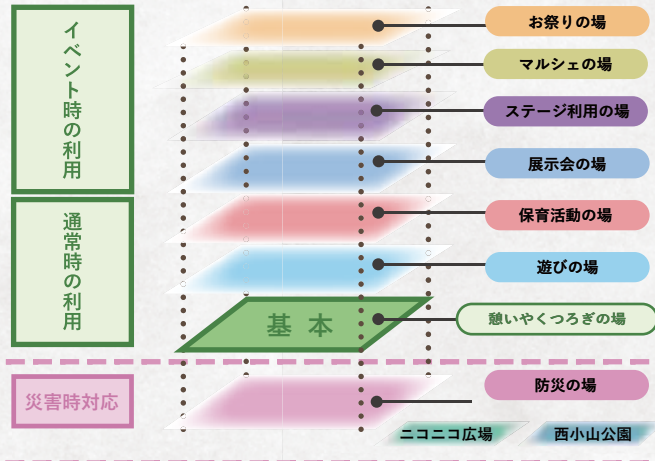 イベント時の利用
お祭りの場
マルシェの場
ステージ利用の場
展示会の場
通常時の利用
保育活動の場
遊びの場
基本
憩いやくつろぎの場
災害時対応
防災の場
ニコニコ広場
西小山公園